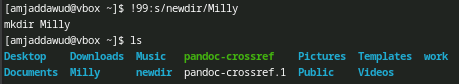 [amjaddawud@vbox ~]$ !99:s/newdir/Milly
mkdir Milly
[amjaddawud@vbox ~]$ ls
Desktop Downloads Music pandoc-crossref Pictures Templates work
Documents Milly newdir pandoc-crossref.1 Public Videos